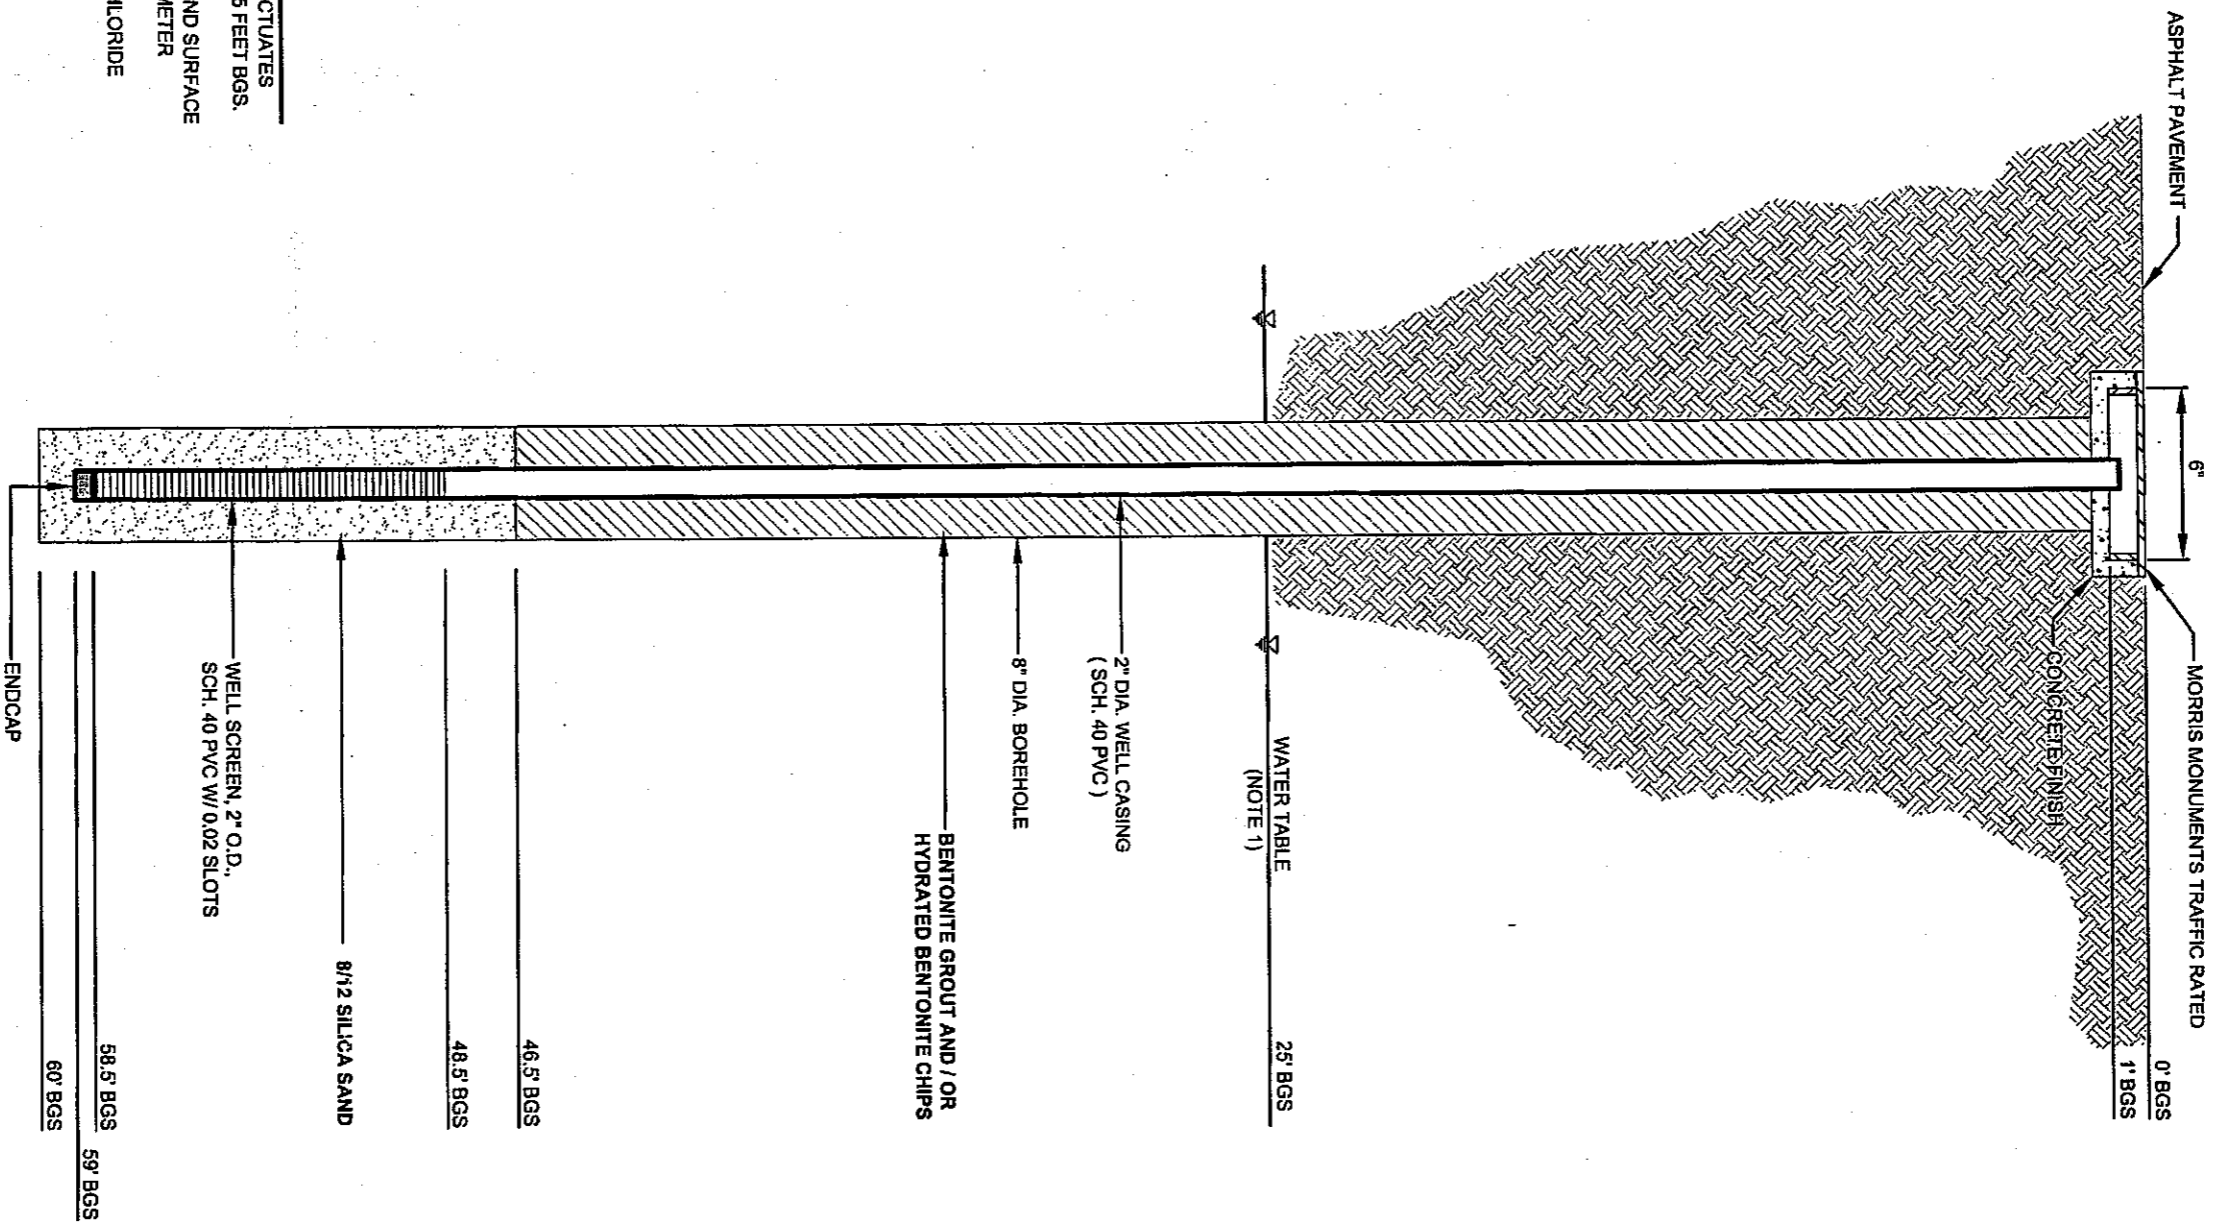 ASPHALT PAVEMENT
6"
MORRIS MONUMENTS TRAFFIC RATED
CONCRETE FINISH
0' BGS
1' BGS
WATER TABLE
(NOTE 1)
25' BGS
2" DIA. WELL CASING
( SCH. 40 PVC )
8" DIA. BOREHOLE
BENTONITE GROUT AND / OR
HYDRATED BENTONITE CHIPS
46.5' BGS
48.5' BGS
8/12 SILICA SAND
WELL SCREEN, 2" O.D.,
SCH. 40 PVC W/ 0.02 SLOTS
58.5' BGS
59' BGS
60' BGS
ENDCAP
CTUATES
5 FEET BGS.
ND SURFACE
METER
HLORIDE